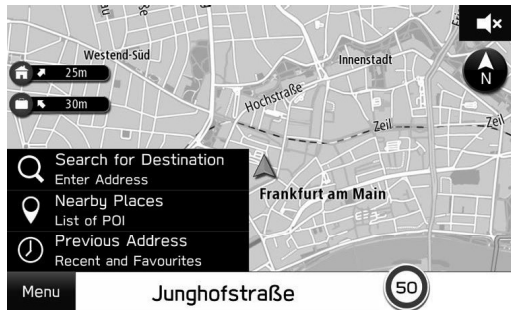 Westend-Süd
Innenstadt
25m
30m
Hochstraße
Zeil
Zeil
N
Search for Destination
Enter Address
Nearby Places
List of POI
Previous Address
Recent and Favourites
Frankfurt am Main
Menu
Junghofstraße
50